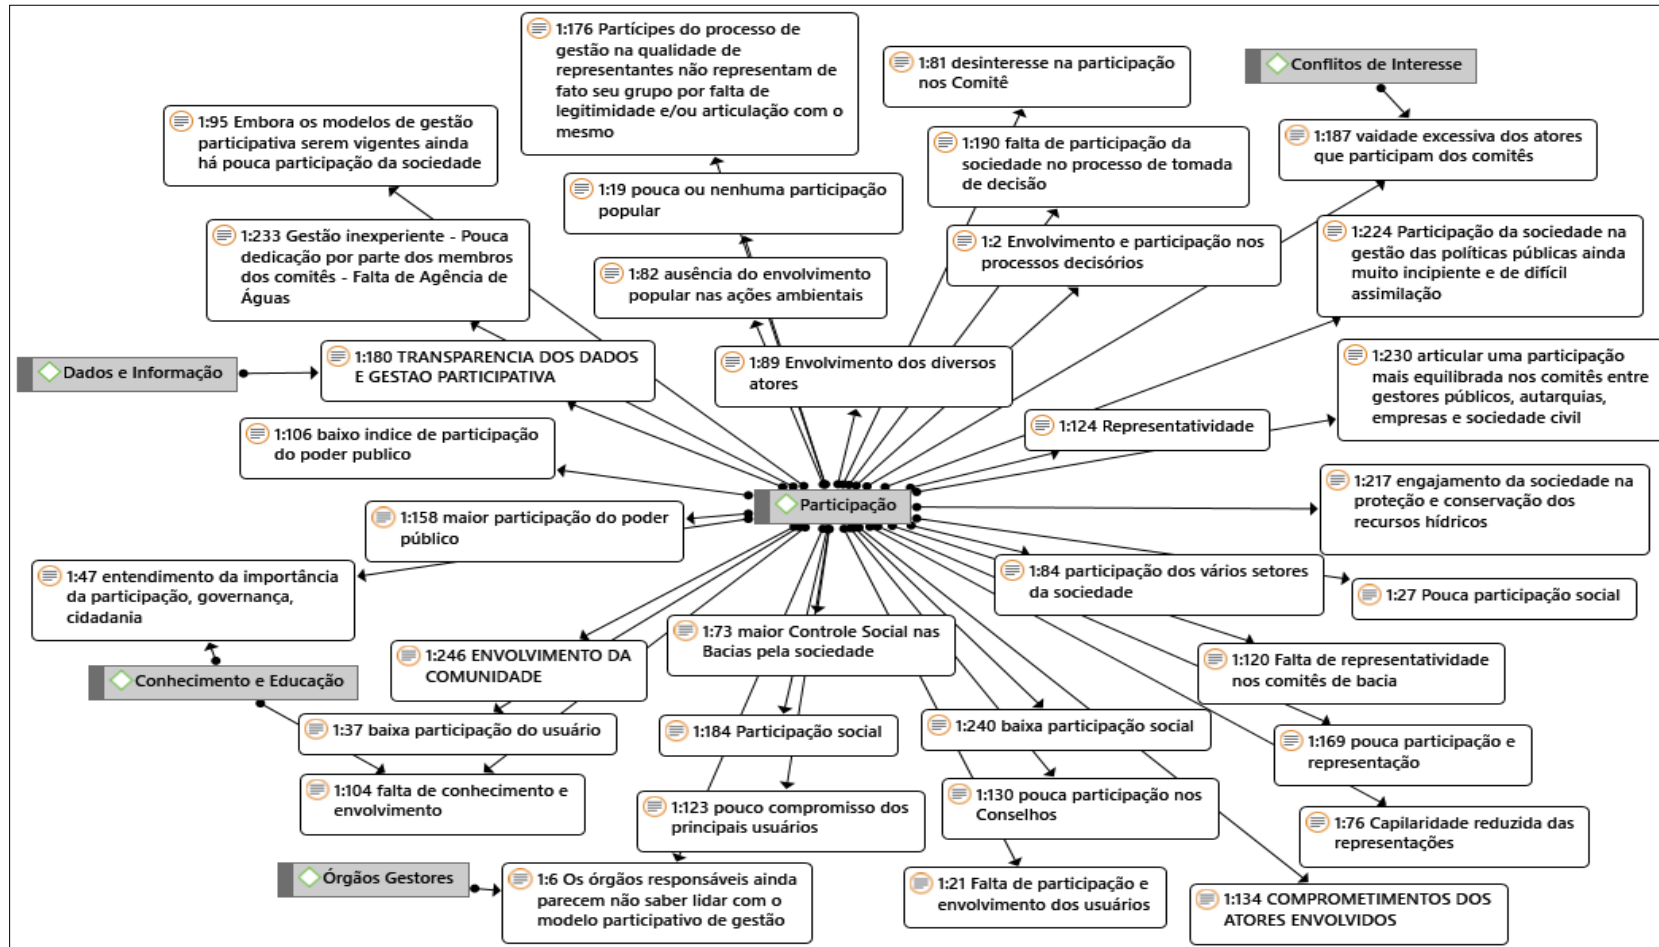 1:176 Partícipes do processo de
gestão na qualidade de
representantes não representam de
fato seu grupo por falta de
legitimidade e/ou articulação com o
mesmo
1:81 desinteresse na participação
nos Comitê
Conflitos de Interesse
1:95 Embora os modelos de gestão
participativa serem vigentes ainda
há pouca participação da sociedade
1:190 falta de participação da
sociedade no processo de tomada
de decisão
1:187 vaidade excessiva dos atores
que participam dos comitês
1:19 pouca ou nenhuma participação
popular
1:233 Gestão inexperiente - Pouca
dedicação por parte dos membros
dos comitês - Falta de Agência de
Águas
1:2 Envolvimento e participação nos
processos decisórios
1:224 Participação da sociedade na
gestão das políticas públicas ainda
muito incipiente e de difícil
assimilação
1:82 ausência do envolvimento
popular nas ações ambientais
Dados e Informação
1:180 TRANSPARENCIA DOS DADOS
E GESTAO PARTICIPATIVA
1:89 Envolvimento dos diversos
atores
1:230 articular uma participação
mais equilibrada nos comitês entre
gestores públicos, autarquias,
empresas e sociedade civil
1:106 baixo indice de participação
do poder publico
1:124 Representatividade
1:217 engajamento da sociedade na
proteção e conservação dos
recursos hídricos
Participação
1:158 maior participação do poder
público
1:47 entendimento da importância
da participação, governança,
cidadania
1:84 participação dos vários setores
da sociedade
1:27 Pouca participação social
1:73 maior Controle Social nas
Bacias pela sociedade
1:246 ENVOLVIMENTO DA
COMUNIDADE
1:120 Falta de representatividade
nos comitês de bacia
Conhecimento e Educação
1:37 baixa participação do usuário
1:184 Participação social
1:240 baixa participação social
1:169 pouca participação e
representação
1:104 falta de conhecimento e
envolvimento
1:123 pouco compromisso dos
principais usuários
1:130 pouca participação nos
Conselhos
1:76 Capilaridade reduzida das
representações
Órgãos Gestores
1:6 Os órgãos responsáveis ainda
parecem não saber lidar com o
modelo participativo de gestão
1:21 Falta de participação e
envolvimento dos usuários
1:134 COMPROMETIMENTOS DOS
ATORES ENVOLVIDOS